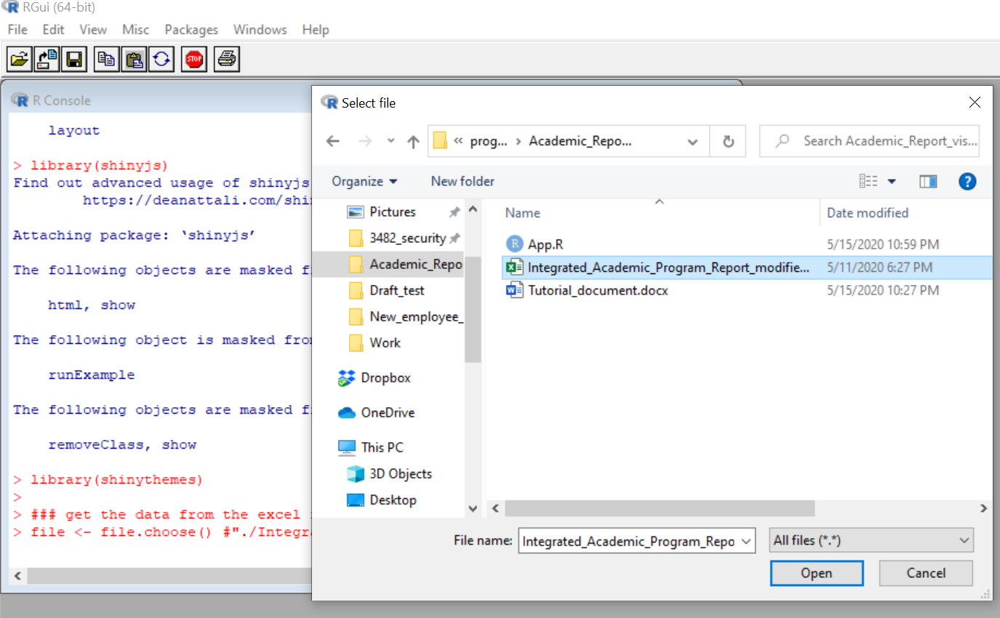 RGui (64-bit)
File Edit View Misc Packages Windows Help
STOP
R Console
layout
> library(shinyjs)
Find out advanced usage of shinyjs
https://deanattali.com/shi
Attaching package: ‘shinyjs’
The following objects are masked f
html, show
The following object is masked fro
runExample
The following objects are masked f
removeClass, show
> library(shinythemes)
>
> ### get the data from the excel
> file <- file.choose() #"./Integra
Select file
« prog... › Academic_Repo...
Search Academic_Report_vis...
Organize New folder
Pictures
3482_security
Academic_Repo
Draft_test
New_employee_
Work
Dropbox
OneDrive
This PC
3D Objects
Desktop
Name Date modified
App.R 5/15/2020 10:59 PM
Integrated_Academic_Program_Report_modifie... 5/11/2020 6:27 PM
Tutorial_document.docx 5/15/2020 10:27 PM
File name: Integrated_Academic_Program_Repo All files (*.*)
Open Cancel